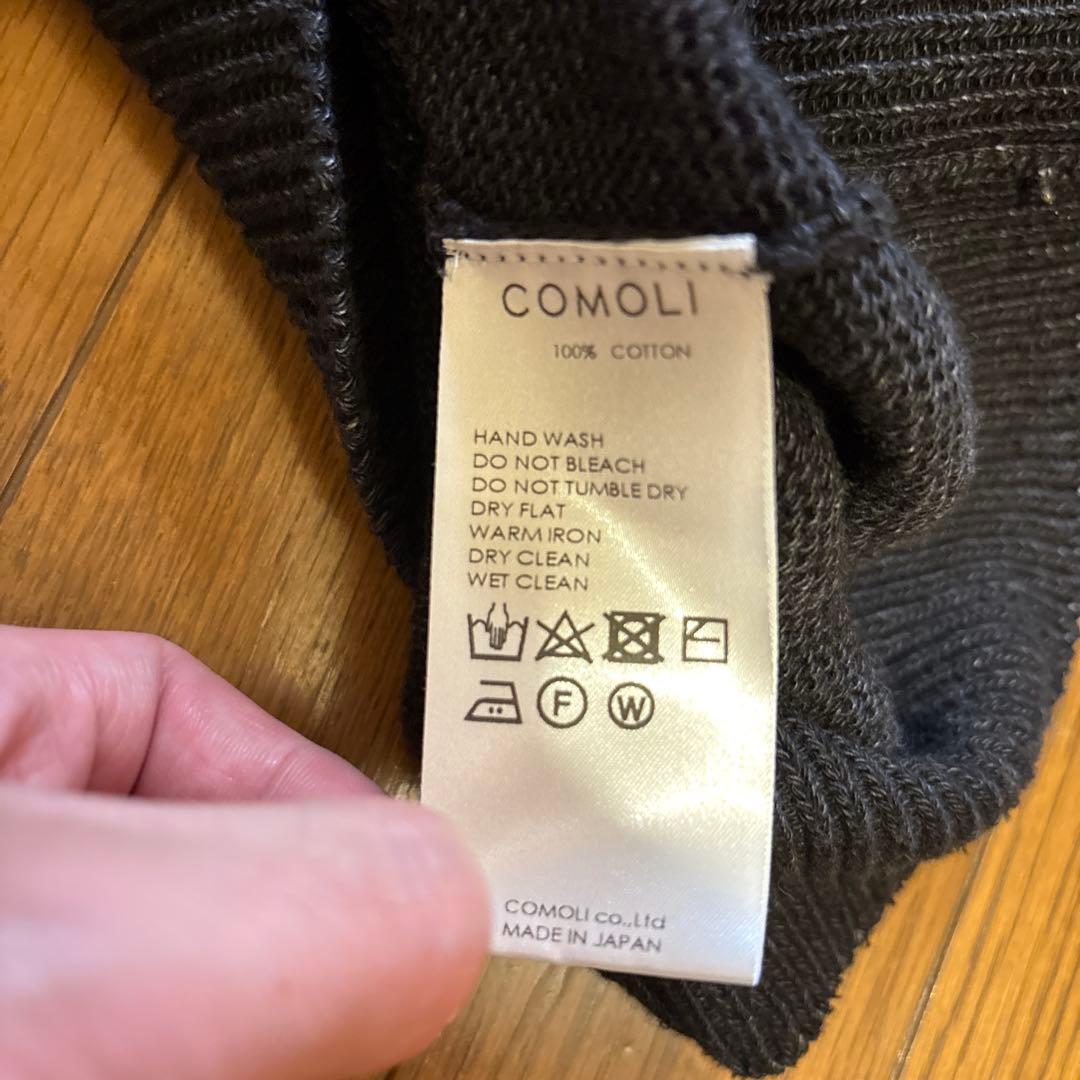 COMOLI
100% COTTON
HAND WASH
DO NOT BLEACH
DO NOT TUMBLE DRY
DRY FLAT
WARM IRON
DRY CLEAN
WET CLEAN
F W
COMOLI co.,Ltd
MADE IN JAPAN